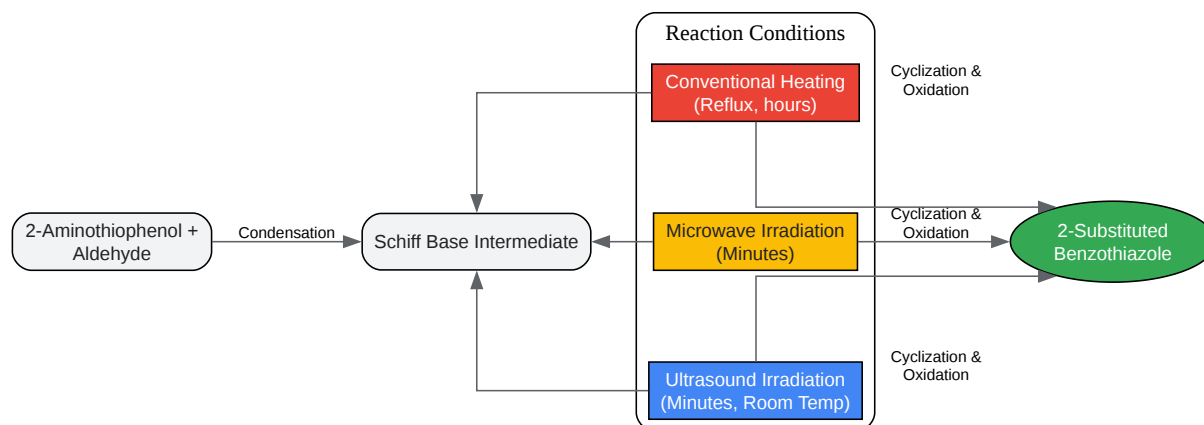 Reaction Conditions
Conventional Heating
(Reflux, hours)
Cyclization &
Oxidation
2-Aminothiophenol +
Aldehyde
Condensation
Schiff Base Intermediate
Microwave Irradiation
(Minutes)
Cyclization &
Oxidation
2-Substituted
Benzothiazole
Ultrasound Irradiation
(Minutes, Room Temp)
Cyclization &
Oxidation